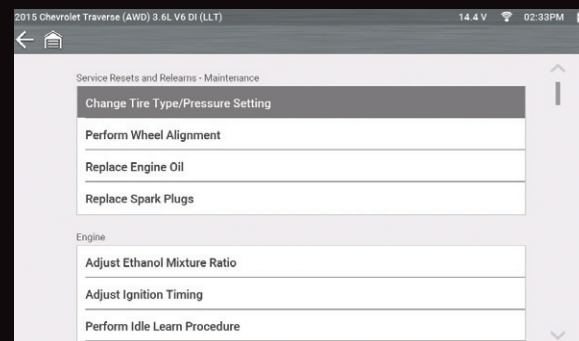 2015 Chevrolet Traverse (AWD) 3.6L V6 DI (LLT) 14.4 V 02:33PM
Service Resets and Relearns - Maintenance
Change Tire Type/Pressure Setting
Perform Wheel Alignment
Replace Engine Oil
Replace Spark Plugs
Engine
Adjust Ethanol Mixture Ratio
Adjust Ignition Timing
Perform Idle Learn Procedure